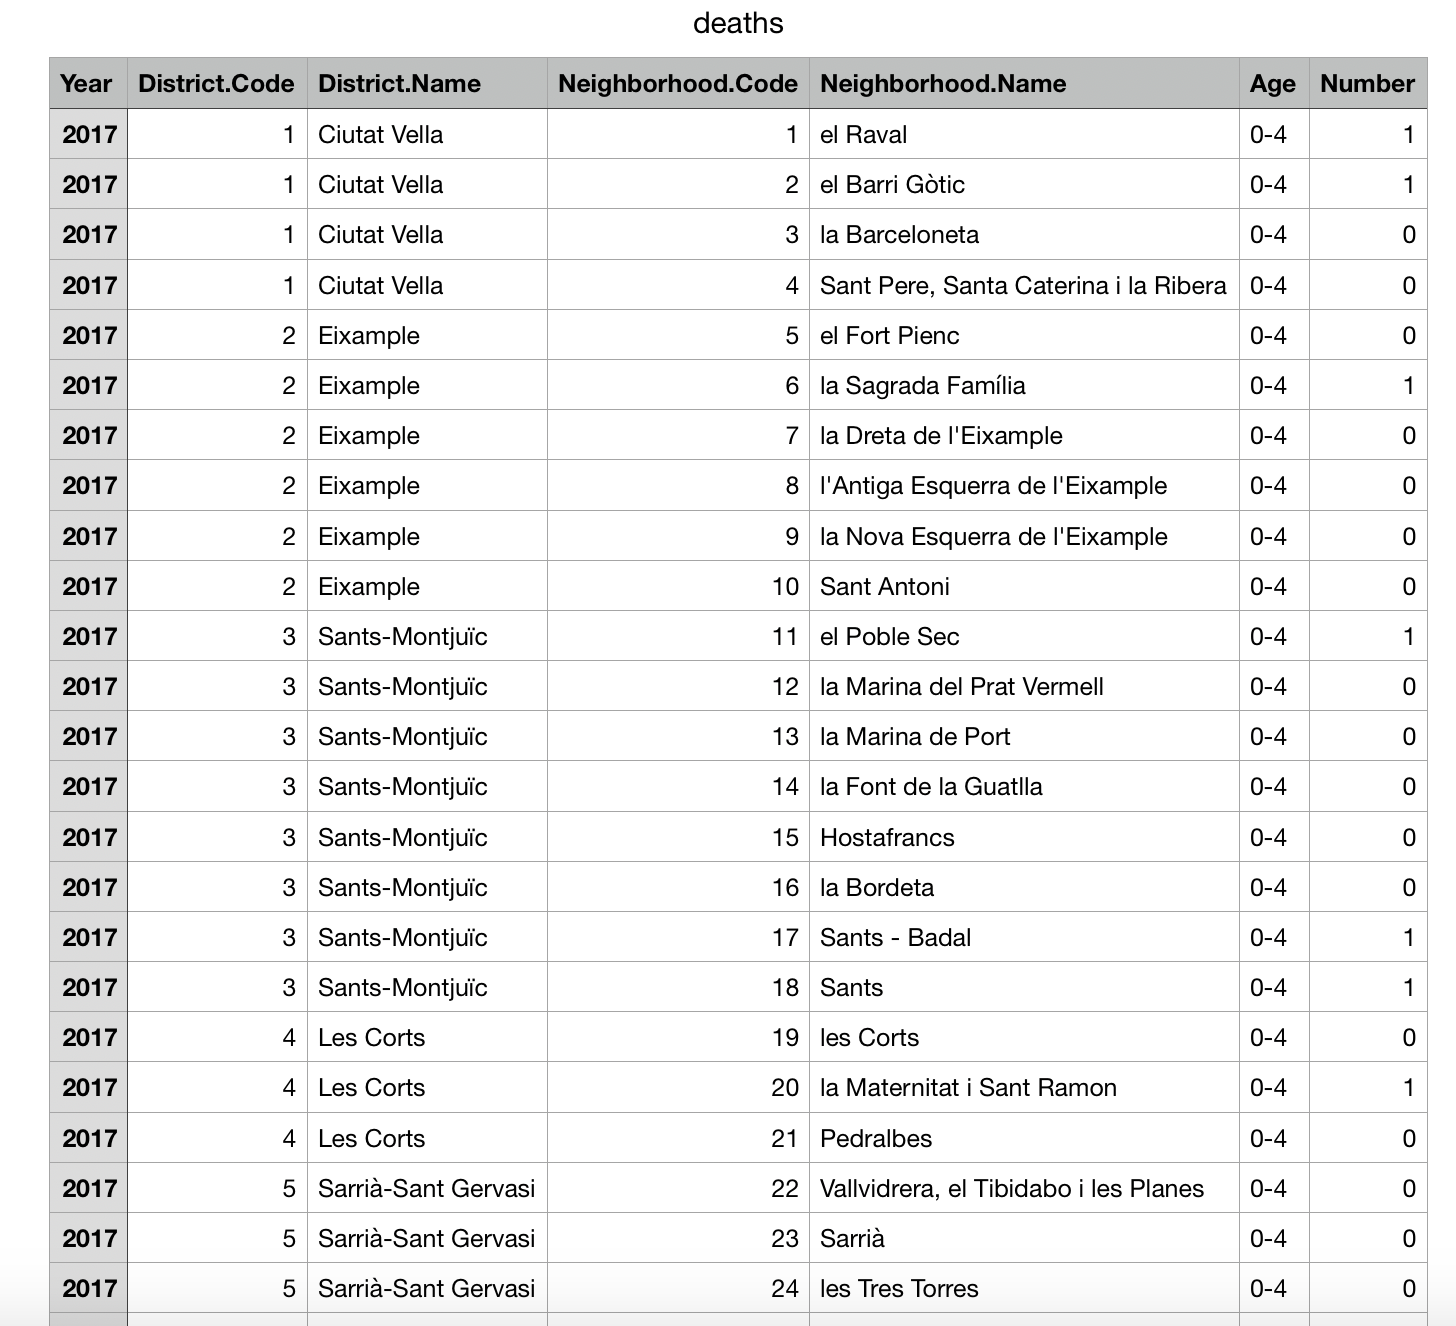 deaths
Year District.Code District.Name Neighborhood.Code Neighborhood.Name Age Number
2017 1 Ciutat Vella 1 el Raval 0-4 1
2017 1 Ciutat Vella 2 el Barri Gòtic 0-4 1
2017 1 Ciutat Vella 3 la Barceloneta 0-4 0
2017 1 Ciutat Vella 4 Sant Pere, Santa Caterina i la Ribera 0-4 0
2017 2 Eixample 5 el Fort Pienc 0-4 0
2017 2 Eixample 6 la Sagrada Família 0-4 1
2017 2 Eixample 7 la Dreta de l'Eixample 0-4 0
2017 2 Eixample 8 l'Antiga Esquerra de l'Eixample 0-4 0
2017 2 Eixample 9 la Nova Esquerra de l'Eixample 0-4 0
2017 2 Eixample 10 Sant Antoni 0-4 0
2017 3 Sants-Montjuïc 11 el Poble Sec 0-4 1
2017 3 Sants-Montjuïc 12 la Marina del Prat Vermell 0-4 0
2017 3 Sants-Montjuïc 13 la Marina de Port 0-4 0
2017 3 Sants-Montjuïc 14 la Font de la Guatlla 0-4 0
2017 3 Sants-Montjuïc 15 Hostafrancs 0-4 0
2017 3 Sants-Montjuïc 16 la Bordeta 0-4 0
2017 3 Sants-Montjuïc 17 Sants - Badal 0-4 1
2017 3 Sants-Montjuïc 18 Sants 0-4 1
2017 4 Les Corts 19 les Corts 0-4 0
2017 4 Les Corts 20 la Maternitat i Sant Ramon 0-4 1
2017 4 Les Corts 21 Pedralbes 0-4 0
2017 5 Sarrià-Sant Gervasi 22 Vallvidrera, el Tibidabo i les Planes 0-4 0
2017 5 Sarrià-Sant Gervasi 23 Sarrià 0-4 0
2017 5 Sarrià-Sant Gervasi 24 les Tres Torres 0-4 0